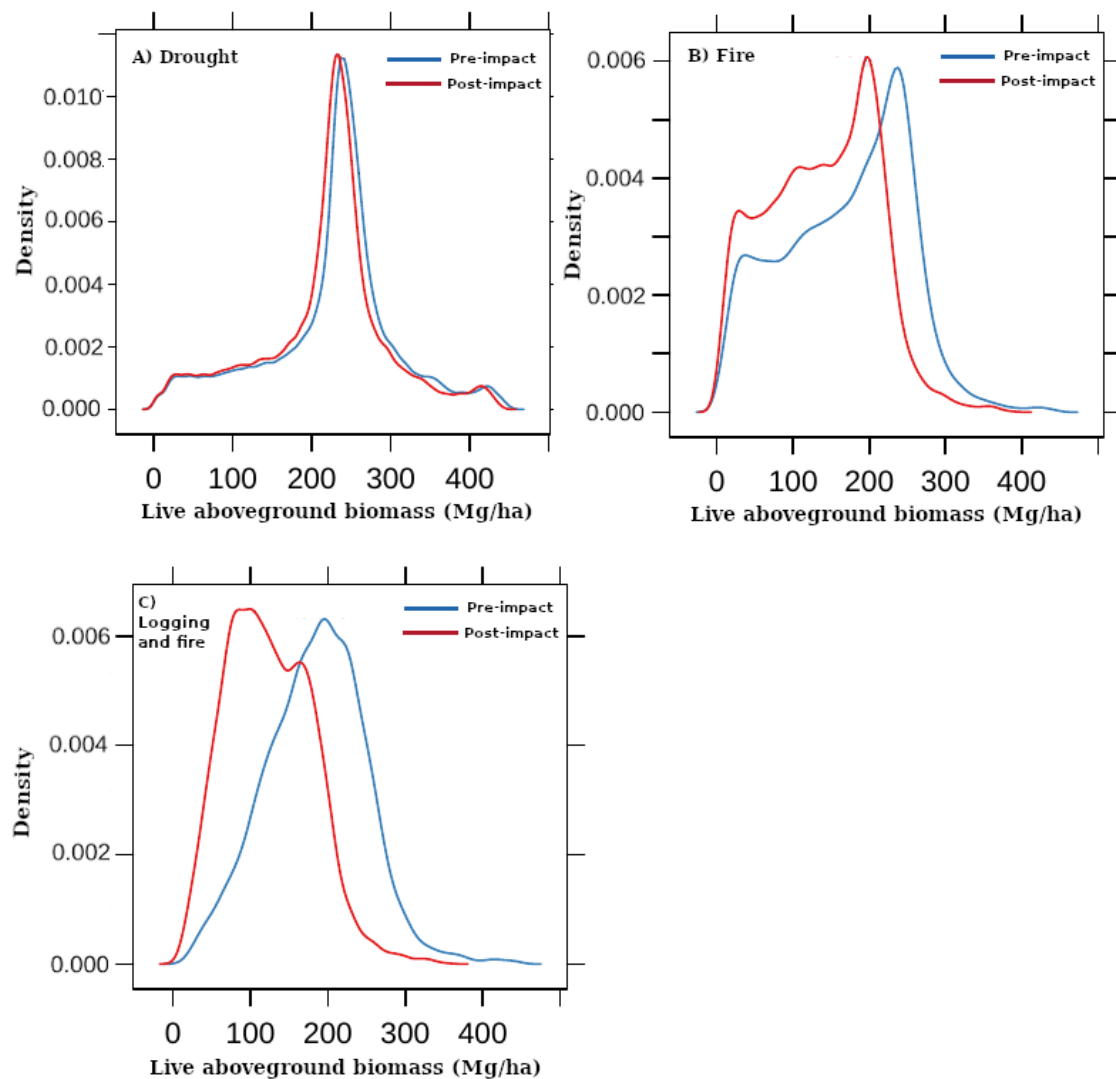 A) Drought
Pre-impact
Post-impact
0.010
0.008
0.006
0.004
0.002
0.000
Density
0 100 200 300 400
Live aboveground biomass (Mg/ha)
B) Fire
Pre-impact
Post-impact
0.006
0.004
0.002
0.000
Density
0 100 200 300 400
Live aboveground biomass (Mg/ha)
C)
Logging
and fire
Pre-impact
Post-impact
0.006
0.004
0.002
0.000
Density
0 100 200 300 400
Live aboveground biomass (Mg/ha)